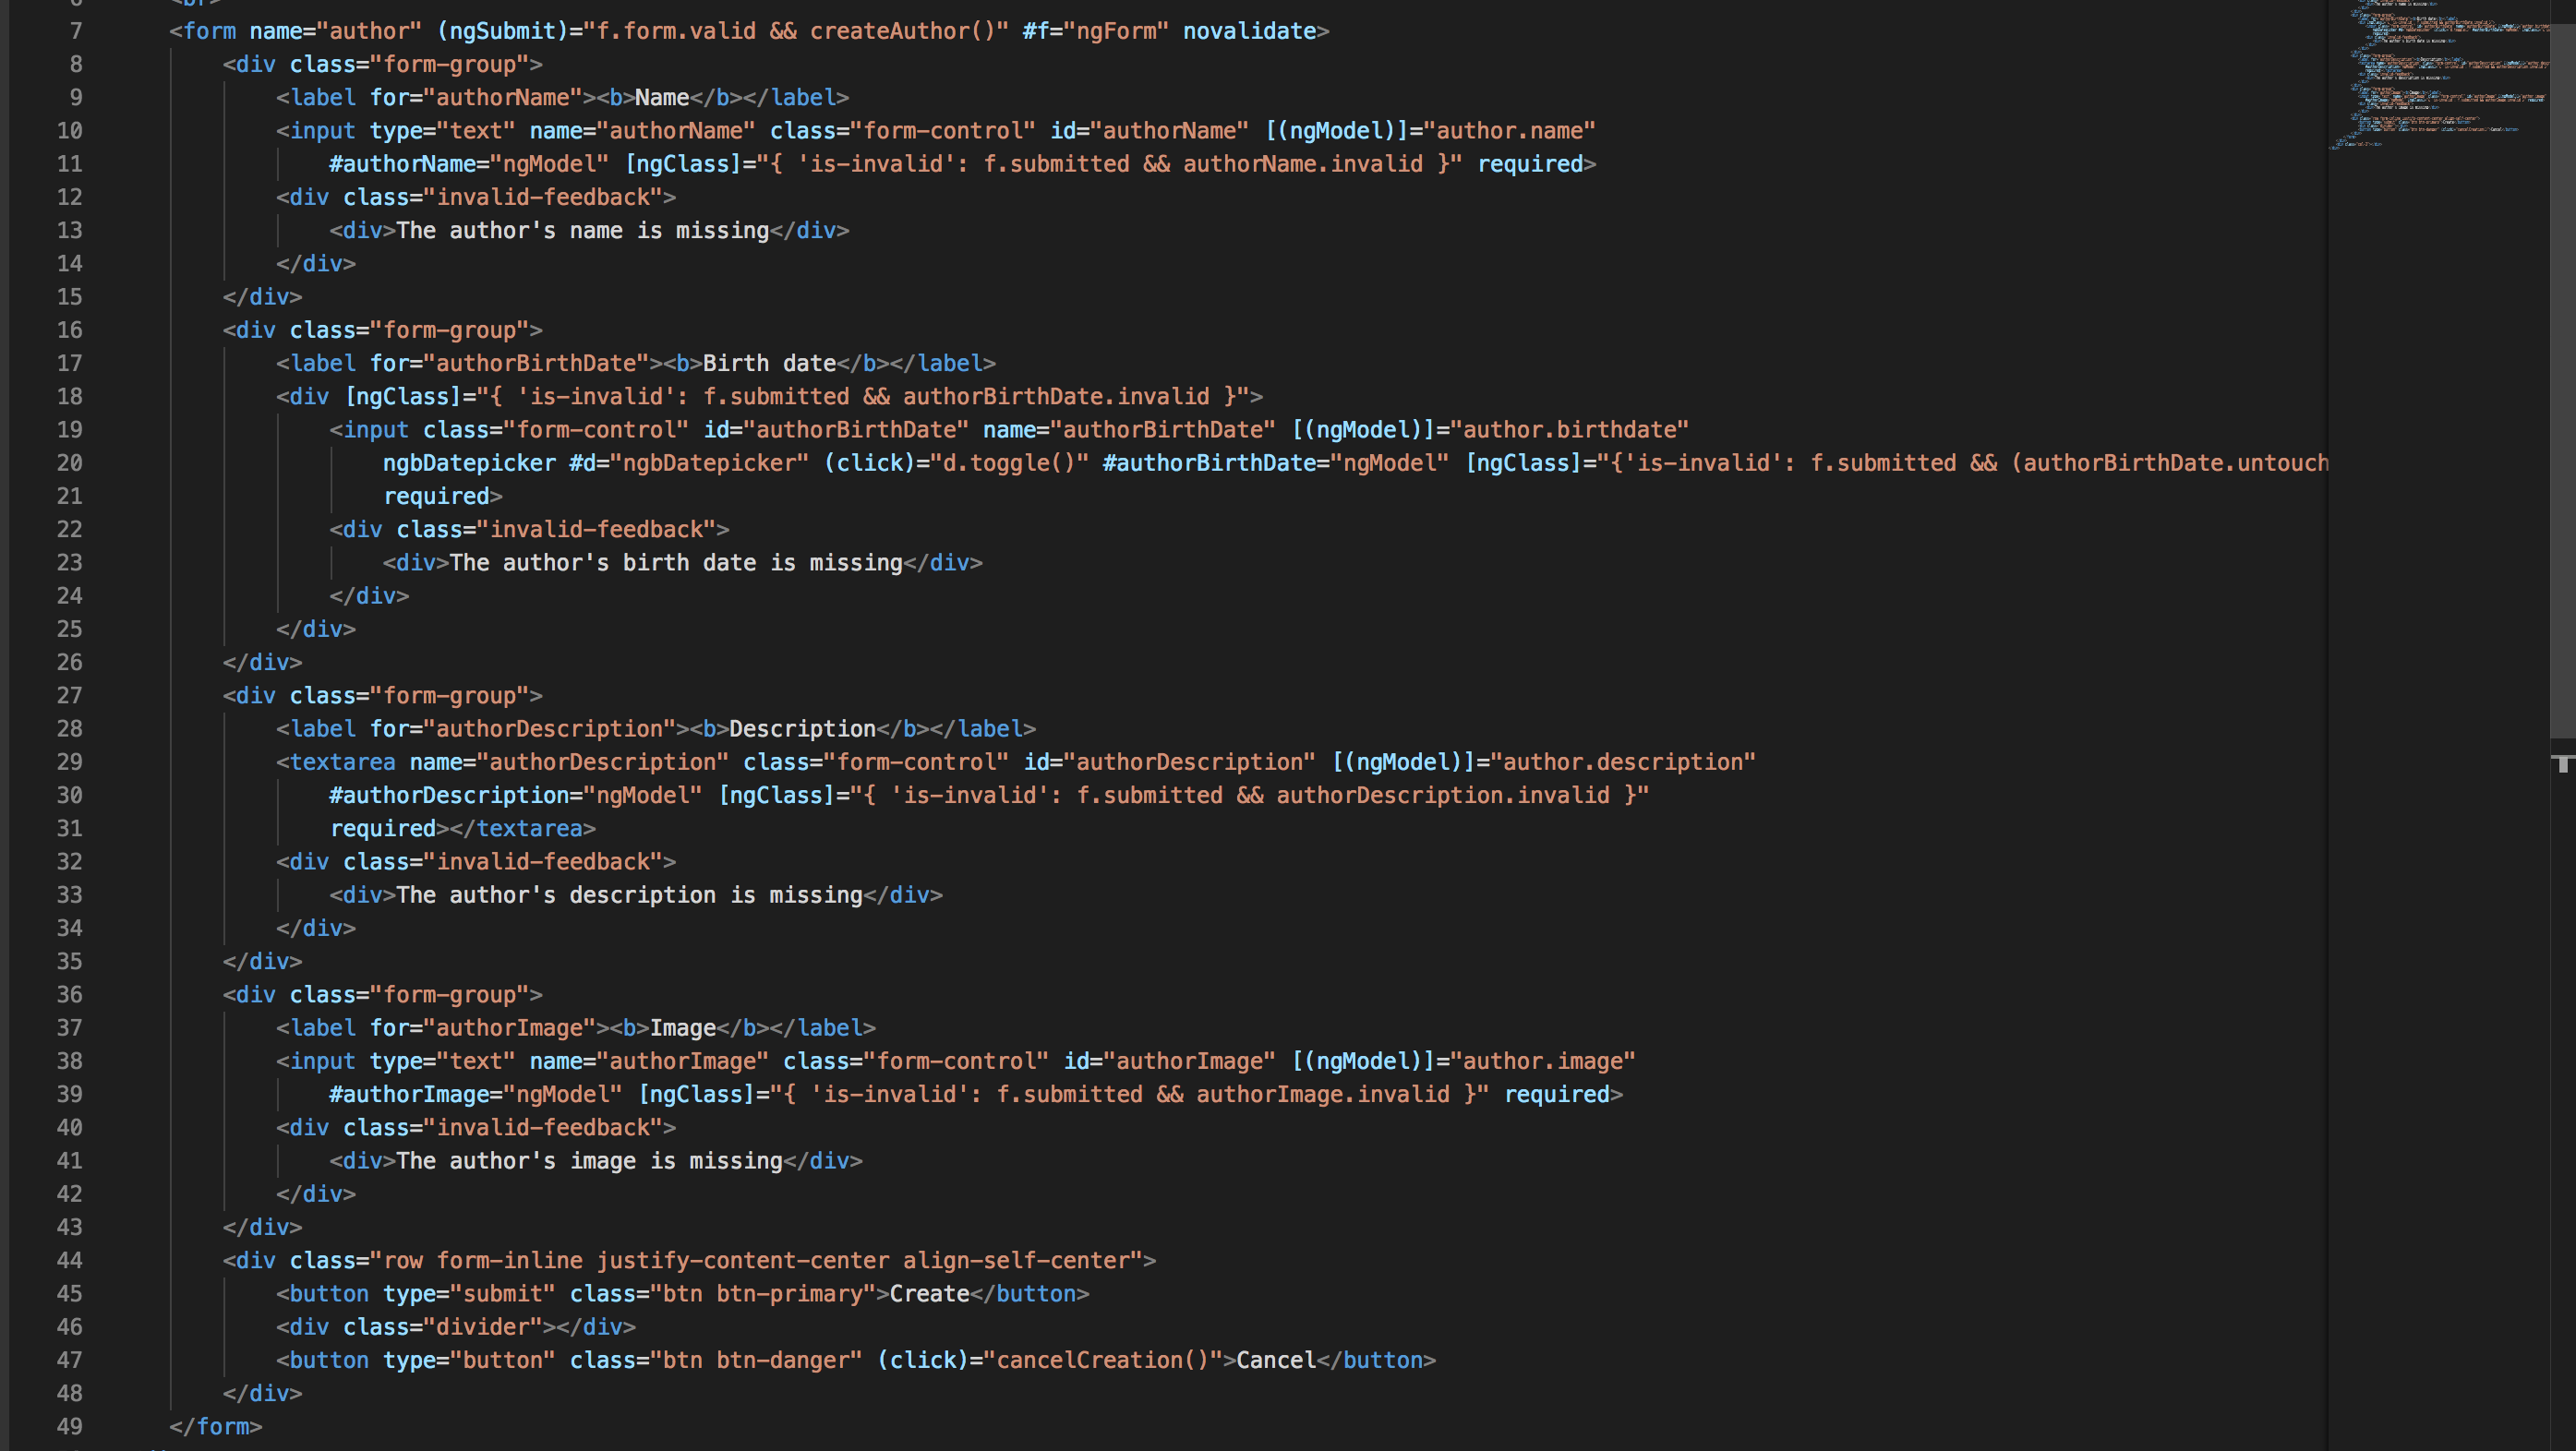 6 <br>
7 <form name="author" (ngSubmit)="f.form.valid && createAuthor()" #f="ngForm" novalidate>
8 <div class="form-group">
9 <label for="authorName"><b>Name</b></label>
10 <input type="text" name="authorName" class="form-control" id="authorName" [(ngModel)]="author.name"
11 #authorName="ngModel" [ngClass]="{ 'is-invalid': f.submitted && authorName.invalid }" required>
12 <div class="invalid-feedback">
13 <div>The author's name is missing</div>
14 </div>
15 </div>
16 <div class="form-group">
17 <label for="authorBirthDate"><b>Birth date</b></label>
18 <div [ngClass]="{ 'is-invalid': f.submitted && authorBirthDate.invalid }">
19 <input class="form-control" id="authorBirthDate" name="authorBirthDate" [(ngModel)]="author.birthdate"
20 ngbDatepicker #d="ngbDatepicker" (click)="d.toggle()" #authorBirthDate="ngModel" [ngClass]="{'is-invalid': f.submitted && (authorBirthDate.untouch
21 required>
22 <div class="invalid-feedback">
23 <div>The author's birth date is missing</div>
24 </div>
25 </div>
26 </div>
27 <div class="form-group">
28 <label for="authorDescription"><b>Description</b></label>
29 <textarea name="authorDescription" class="form-control" id="authorDescription" [(ngModel)]="author.description"
30 #authorDescription="ngModel" [ngClass]="{ 'is-invalid': f.submitted && authorDescription.invalid }"
31 required></textarea>
32 <div class="invalid-feedback">
33 <div>The author's description is missing</div>
34 </div>
35 </div>
36 <div class="form-group">
37 <label for="authorImage"><b>Image</b></label>
38 <input type="text" name="authorImage" class="form-control" id="authorImage" [(ngModel)]="author.image"
39 #authorImage="ngModel" [ngClass]="{ 'is-invalid': f.submitted && authorImage.invalid }" required>
40 <div class="invalid-feedback">
41 <div>The author's image is missing</div>
42 </div>
43 </div>
44 <div class="row form-inline justify-content-center align-self-center">
45 <button type="submit" class="btn btn-primary">Create</button>
46 <div class="divider"></div>
47 <button type="button" class="btn btn-danger" (click)="cancelCreation()">Cancel</button>
48 </div>
49 </form>